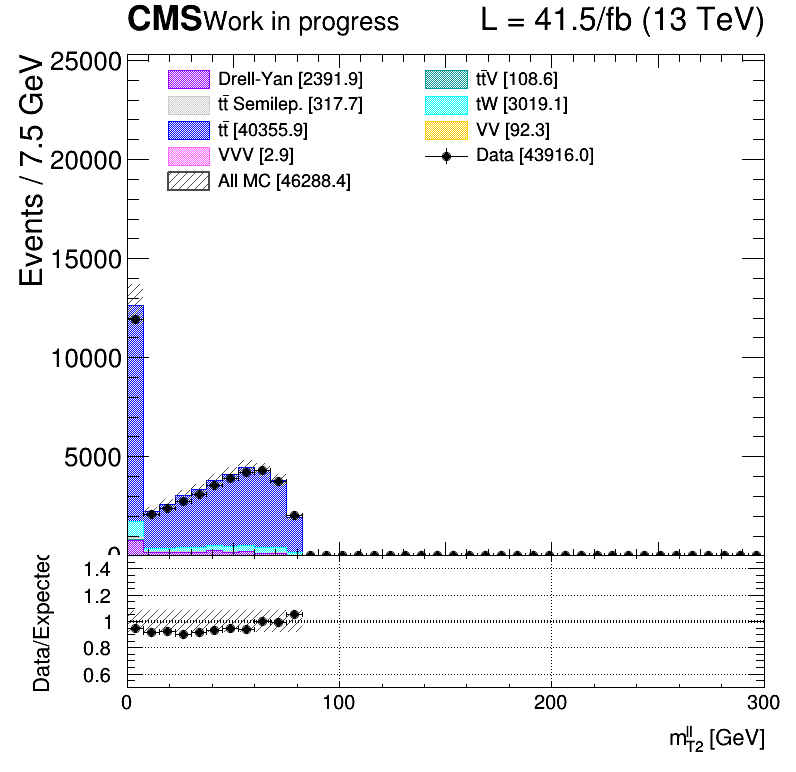 CMS Work in progress L = 41.5/fb (13 TeV)
Events / 7.5 GeV
25000
20000
15000
10000
5000
0
Drell-Yan [2391.9]
tt̄ Semilep. [317.7]
tt̄ [40355.9]
VVV [2.9]
All MC [46288.4]
tt̄V [108.6]
tW [3019.1]
VV [92.3]
Data [43916.0]
Data/Expected
1.4
1.2
1
0.8
0.6
0 100 200 300
m_{T2}^{ll} [GeV]